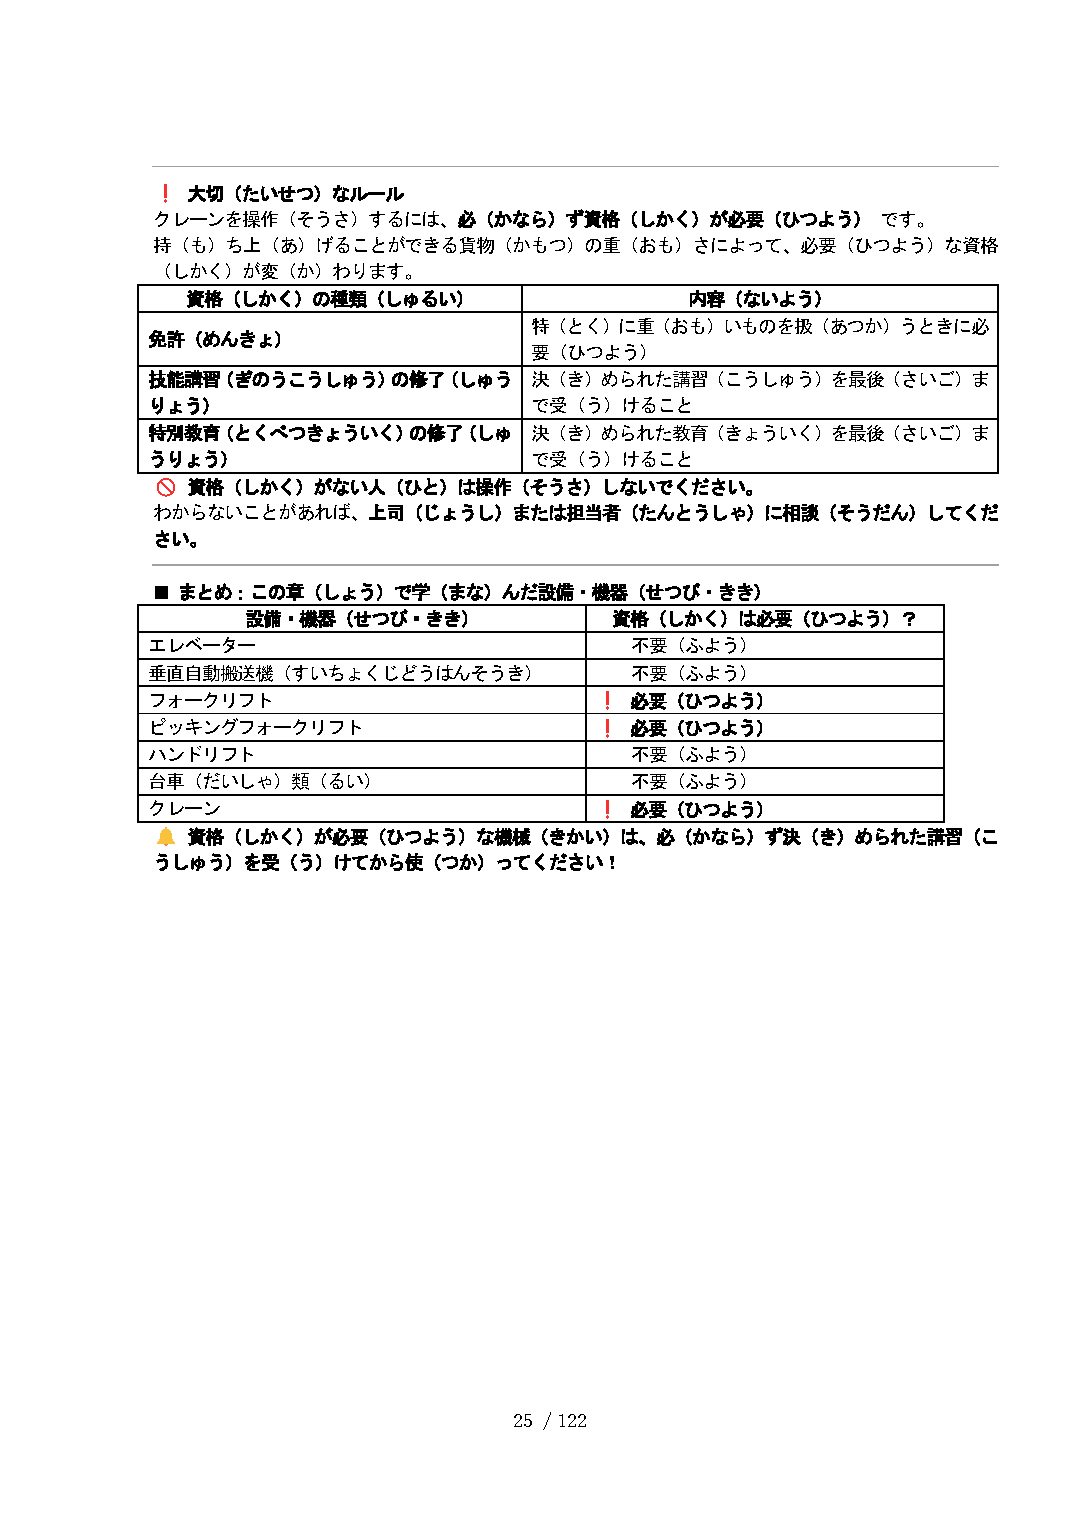 ❗ 大切（たいせつ）なルール
クレーンを操作（そうさ）するには、必（かなら）ず資格（しかく）が必要（ひつよう） です。
持（も）ち上（あ）げることができる貨物（かもつ）の重（おも）さによって、必要（ひつよう）な資格
（しかく）が変（か）わります。
資格（しかく）の種類（しゅるい） 内容（ないよう）
免許（めんきょ） 特（とく）に重（おも）いものを扱（あつか）うときに必
要（ひつよう）
技能講習（ぎのうこうしゅう）の修了（しゅう 決（き）められた講習（こうしゅう）を最後（さいご）ま
りょう） で受（う）けること
特別教育（とくべつきょういく）の修了（しゅ 決（き）められた教育（きょういく）を最後（さいご）ま
うりょう） で受（う）けること
🚫 資格（しかく）がない人（ひと）は操作（そうさ）しないでください。
わからないことがあれば、上司（じょうし）または担当者（たんとうしゃ）に相談（そうだん）してくだ
さい。
■ まとめ：この章（しょう）で学（まな）んだ設備・機器（せつび・きき）
設備・機器（せつび・きき） 資格（しかく）は必要（ひつよう）？
エレベーター 不要（ふよう）
垂直自動搬送機（すいちょくじどうはんそうき） 不要（ふよう）
フォークリフト ❗ 必要（ひつよう）
ピッキングフォークリフト ❗ 必要（ひつよう）
ハンドリフト 不要（ふよう）
台車（だいしゃ）類（るい） 不要（ふよう）
クレーン ❗ 必要（ひつよう）
🔔 資格（しかく）が必要（ひつよう）な機械（きかい）は、必（かなら）ず決（き）められた講習（こ
うしゅう）を受（う）けてから使（つか）ってください！
25 / 122